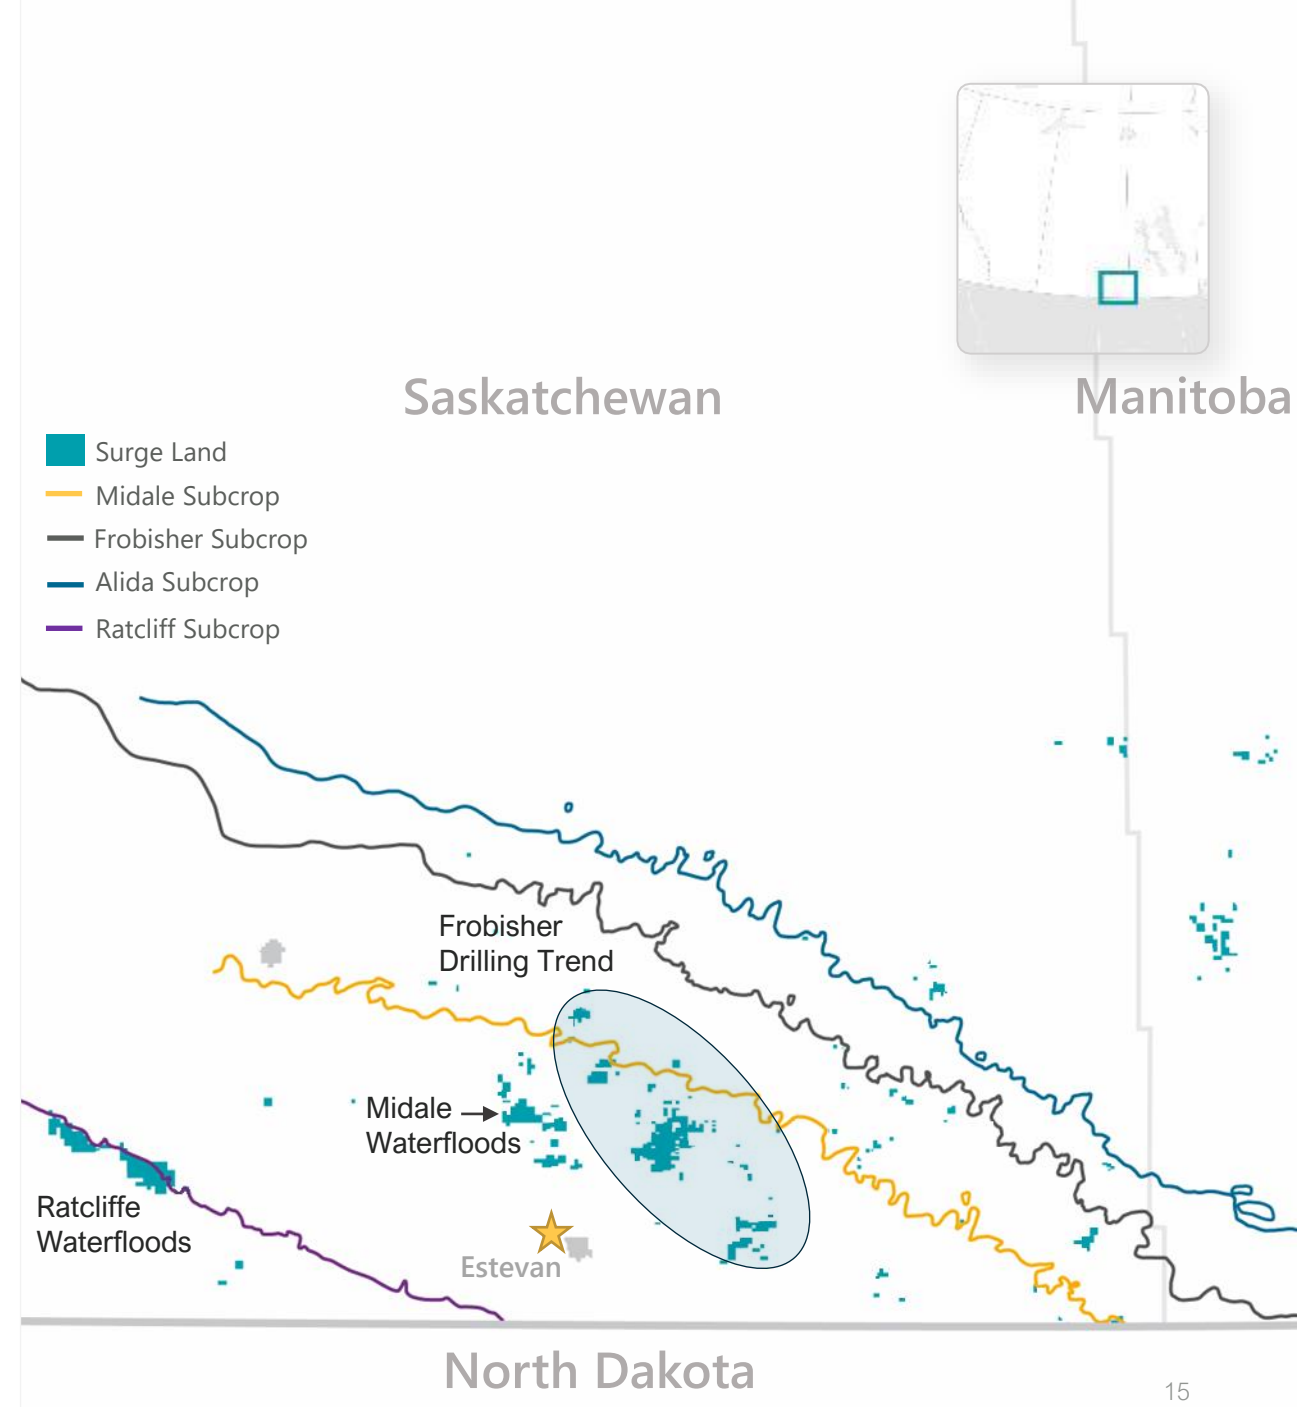 Saskatchewan
Manitoba
Surge Land
Midale Subcrop
Frobisher Subcrop
Alida Subcrop
Ratcliff Subcrop
Frobisher
Drilling Trend
Midale
Waterfloods
Ratcliffe
Waterfloods
Estevan
North Dakota
15